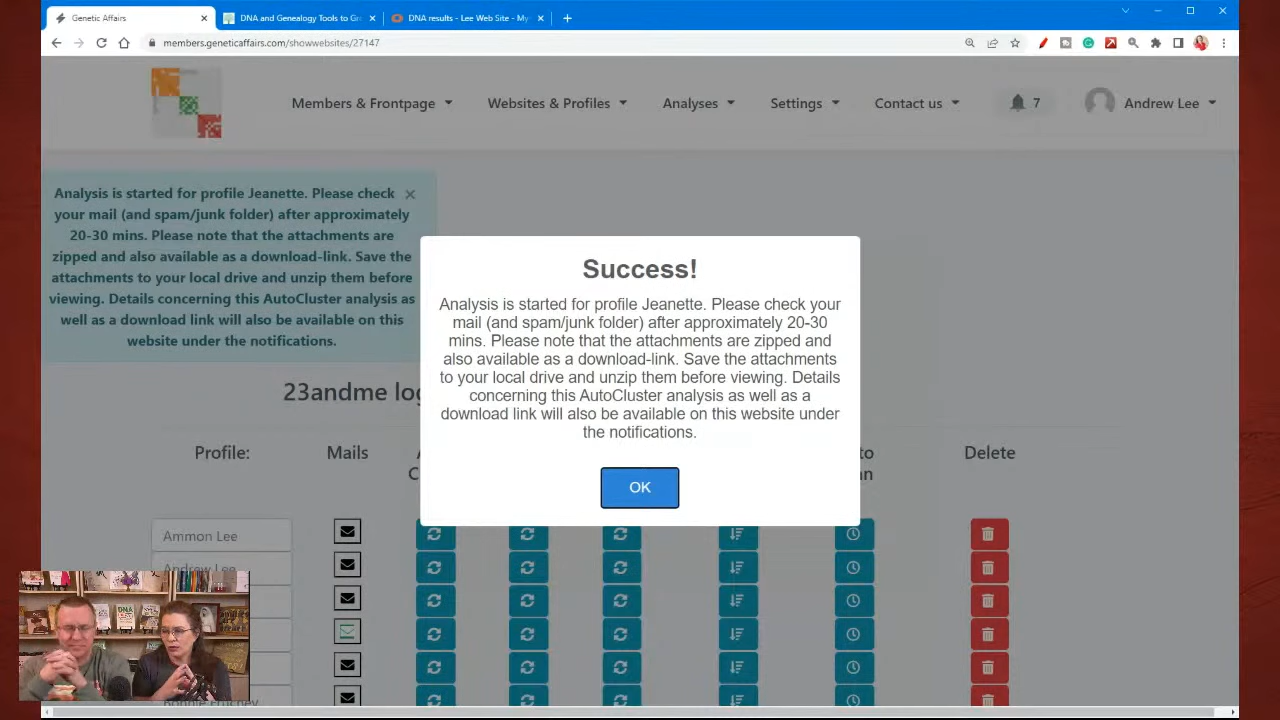 Genetic Affairs
DNA and Genealogy Tools to Gr
DNA results - Lee Web Site - My
members.geneticaffairs.com/showwebsites/27147
Members & Frontpage
Websites & Profiles
Analyses
Settings
Contact us
7
Andrew Lee
Analysis is started for profile Jeanette. Please check
your mail (and spam/junk folder) after approximately
20-30 mins. Please note that the attachments are
zipped and also available as a download-link. Save the
attachments to your local drive and unzip them before
viewing. Details concerning this AutoCluster analysis as
well as a download link will also be available on this
website under the notifications.
Success!
Analysis is started for profile Jeanette. Please check your
mail (and spam/junk folder) after approximately 20-30
mins. Please note that the attachments are zipped and
also available as a download-link. Save the attachments
to your local drive and unzip them before viewing. Details
concerning this AutoCluster analysis as well as a
download link will also be available on this website under
the notifications.
OK
23andme log
Profile:
Mails
to
Delete
Ammon Lee
Andrew Lee
DNA